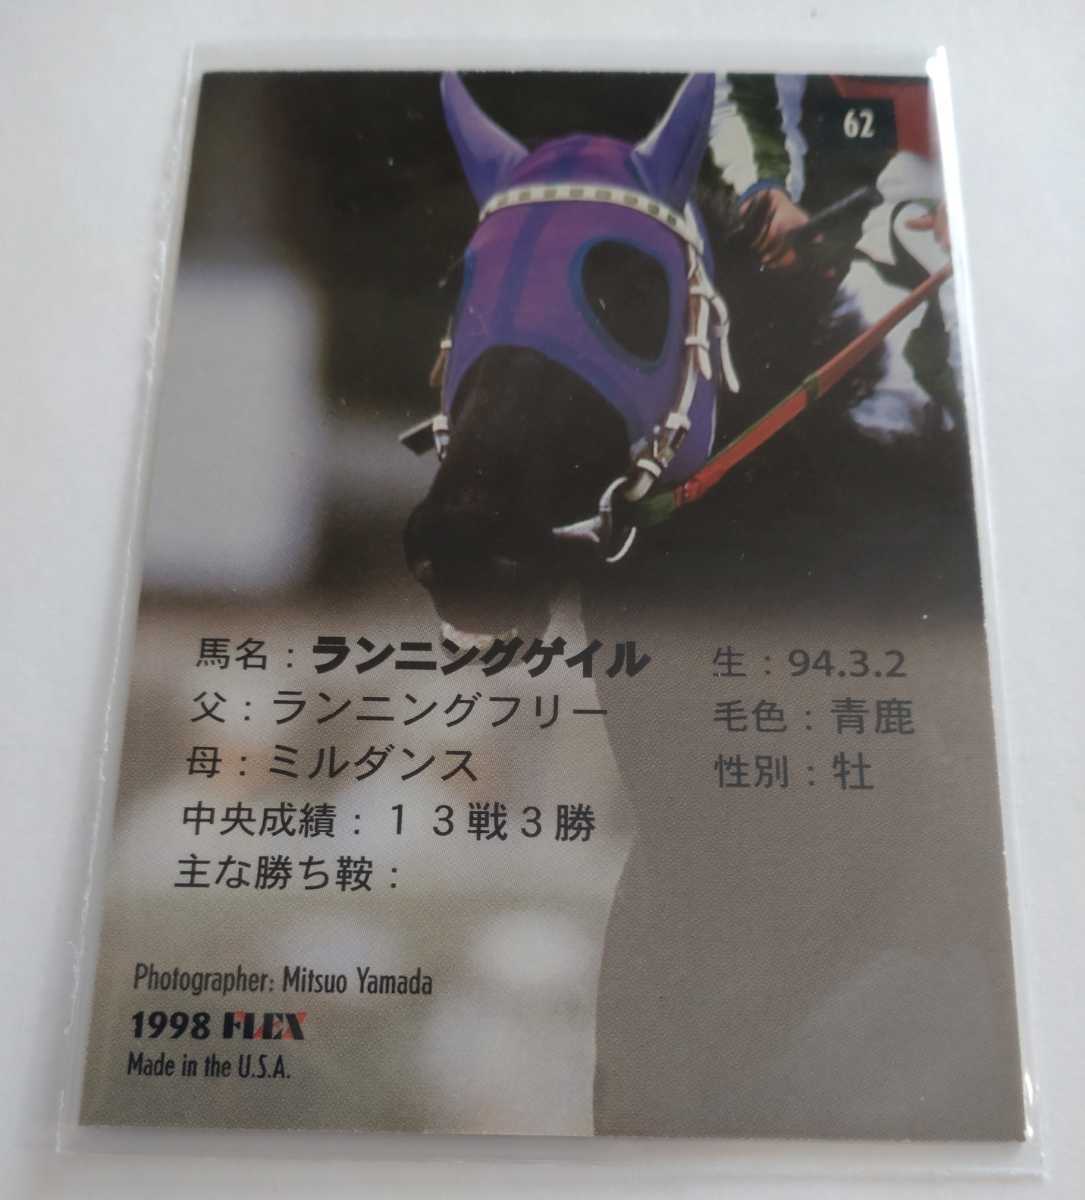 62
馬名：ランニングゲイル
生：94.3.2
父：ランニングフリー
毛色：青鹿
母：ミルダンス
性別：牡
中央成績：１３戦３勝
主な勝ち鞍：
Photographer: Mitsuo Yamada
1998 FLEX
Made in the U.S.A.